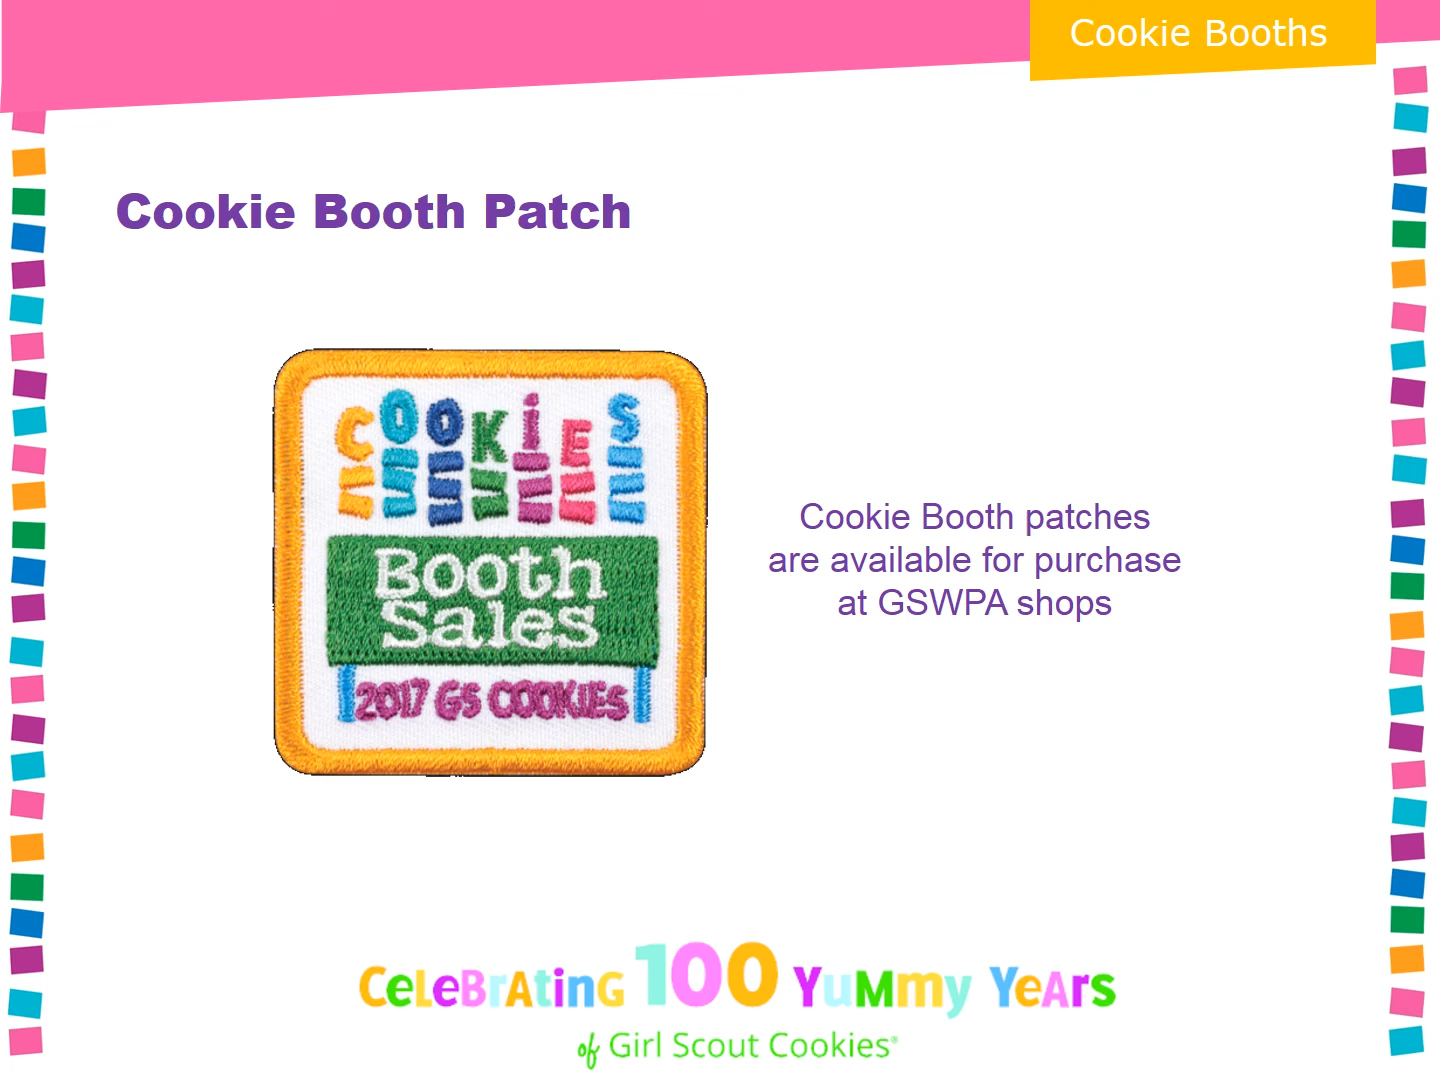 Cookie Booths
Cookie Booth Patch
COOKiES
Booth
Sales
2017 GS COOKIES
Cookie Booth patches
are available for purchase
at GSWPA shops
CeLeBrAtinG 100 YuMmy YeArs
of Girl Scout Cookies®